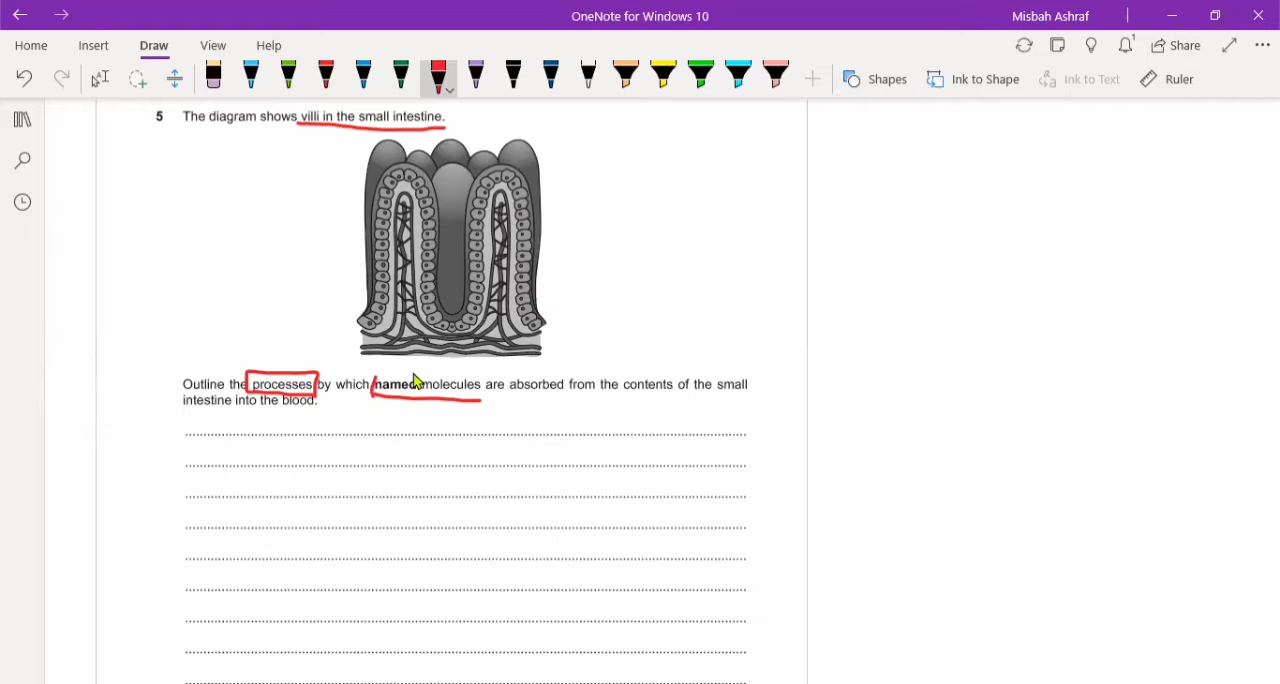 OneNote for Windows 10
Misbah Ashraf
Home Insert Draw View Help
1
Share
Shapes
Ink to Shape
Ink to Text
Ruler
5 The diagram shows villi in the small intestine.
Outline the processes by which named molecules are absorbed from the contents of the small
intestine into the blood.